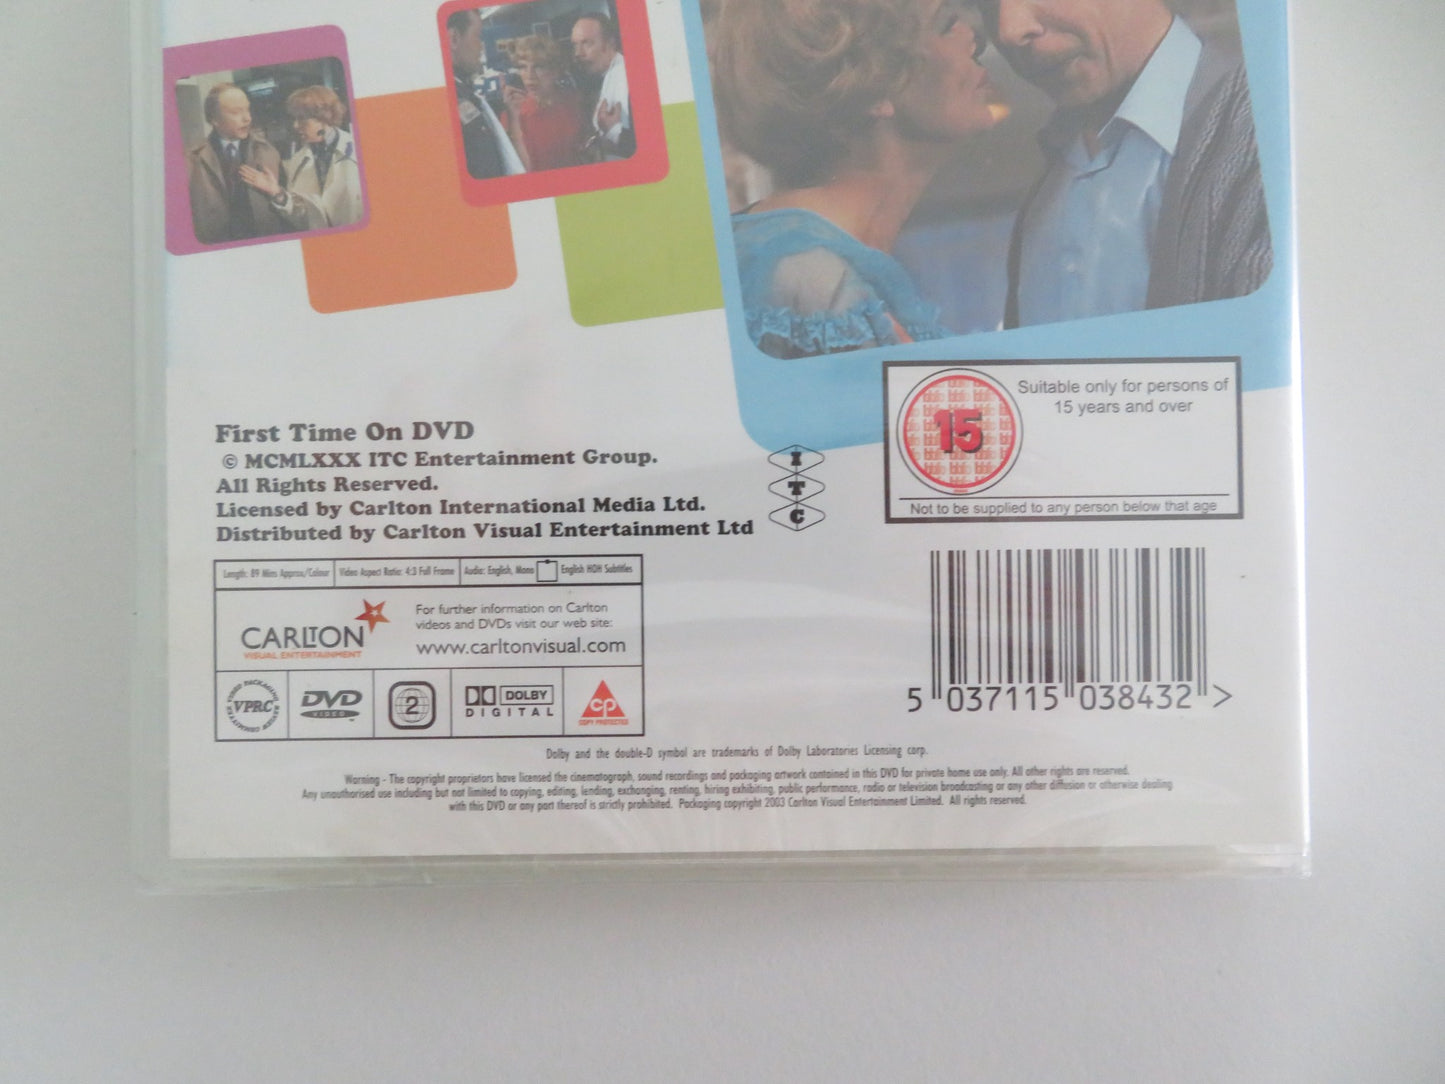 First Time On DVD
© MCMLXXX ITC Entertainment Group.
All Rights Reserved.
Licensed by Carlton International Media Ltd.
Distributed by Carlton Visual Entertainment Ltd
I
T
C
15
Suitable only for persons of
15 years and over
Not to be supplied to any person below that age
Length: 89 Mins Approx/Colour Video Aspect Ratio: 4:3 Full Frame Audio: English, Mono English HOH Subtitles
CARLTON
VISUAL ENTERTAINMENT
For further information on Carlton
videos and DVDs visit our web site:
www.carltonvisual.com
VIDEO PACKAGING REVIEW COMMITTEE
VPRC
DVD
VIDEO
2
DOLBY
DIGITAL
CP
COPY PROTECTED
5 037115 038432 >
Dolby and the double-D symbol are trademarks of Dolby Laboratories Licensing corp.
Warning - The copyright proprietors have licensed the cinematograph, sound recordings and packaging artwork contained in this DVD for private home use only. All other rights are reserved.
Any unauthorised use including but not limited to copying, editing, lending, exchanging, renting, hiring exhibiting, public performance, radio or television broadcasting or any other diffusion or otherwise dealing
with this DVD or any part thereof is strictly prohibited. Packaging copyright 2003 Carlton Visual Entertainment Limited. All rights reserved.